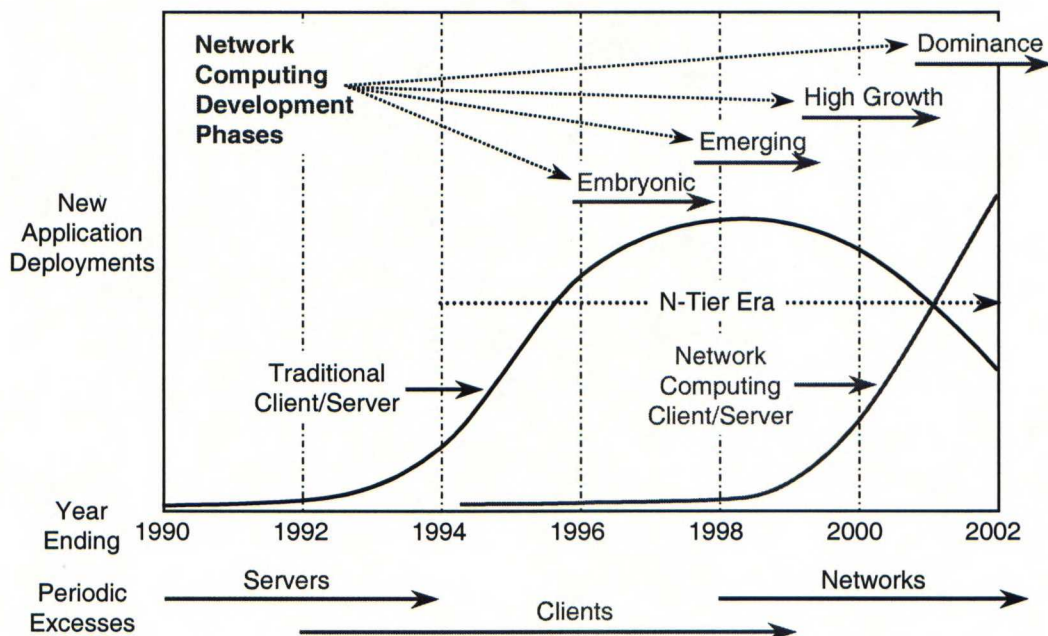 Network
Computing
Development
Phases
Dominance
High Growth
Emerging
Embryonic
New
Application
Deployments
N-Tier Era
Traditional
Client/Server
Network
Computing
Client/Server
Year
Ending
1990 1992 1994 1996 1998 2000 2002
Periodic
Excesses
Servers
Clients
Networks